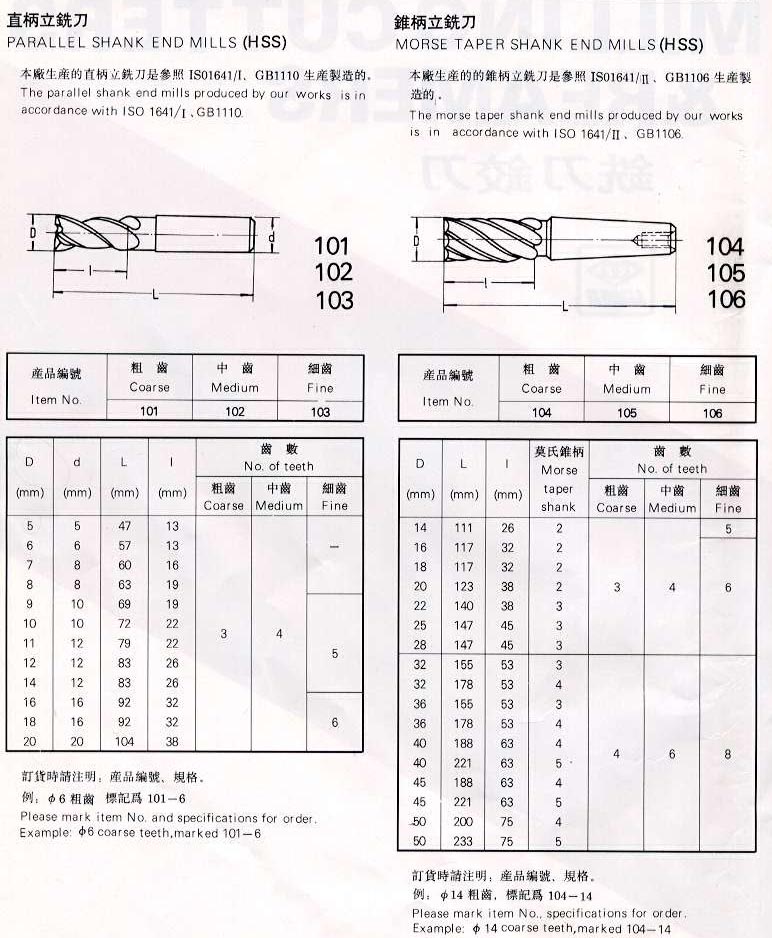 直柄立銑刀
PARALLEL SHANK END MILLS (HSS)
本廠生産的直柄立銑刀是參照 IS01641/I、GB1110 生産製造的。
The parallel shank end mills produced by our works is in
accordance with ISO 1641/I、GB1110.
D
d
l
L
101
102
103
産品編號 粗 齒 中 齒 細齒
Item No. Coarse Medium Fine
101 102 103
齒 數
D d L l No. of teeth
(mm) (mm) (mm) (mm) 粗齒 中齒 細齒
Coarse Medium Fine
5 5 47 13
6 6 57 13 —
7 8 60 16
8 8 63 19
9 10 69 19
10 10 72 22
3 4
11 12 79 22
5
12 12 83 26
14 12 83 26
16 16 92 32
18 16 92 32 6
20 20 104 38
訂貨時請注明：産品編號、規格。
例：φ6 粗齒 標記爲 101—6
Please mark item No. and specifications for order.
Example: φ6 coarse teeth,marked 101—6
錐柄立銑刀
MORSE TAPER SHANK END MILLS (HSS)
本廠生産的的錐柄立銑刀是參照 IS01641/II、GB1106 生産製
造的.
The morse taper shank end mills produced by our works
is in accordance with ISO 1641/II、GB1106.
D
l
L
104
105
106
産品編號 粗 齒 中 齒 細齒
Item No. Coarse Medium Fine
104 105 106
莫氏錐柄 齒 數
D L l Morse No. of teeth
(mm) (mm) (mm) taper 粗齒 中齒 細齒
shank Coarse Medium Fine
14 111 26 2 5
16 117 32 2
18 117 32 2
20 123 38 2 3 4 6
22 140 38 3
25 147 45 3
28 147 45 3
32 155 53 3
32 178 53 4
36 155 53 3
36 178 53 4
40 188 63 4
4 6 8
40 221 63 5
45 188 63 4
45 221 63 5
50 200 75 4
50 233 75 5
訂貨時請注明：産品編號、規格。
例：φ14 粗齒，標記爲 104—14
Please mark item No., specifications for order.
Example: φ14 coarse teeth,marked 104—14